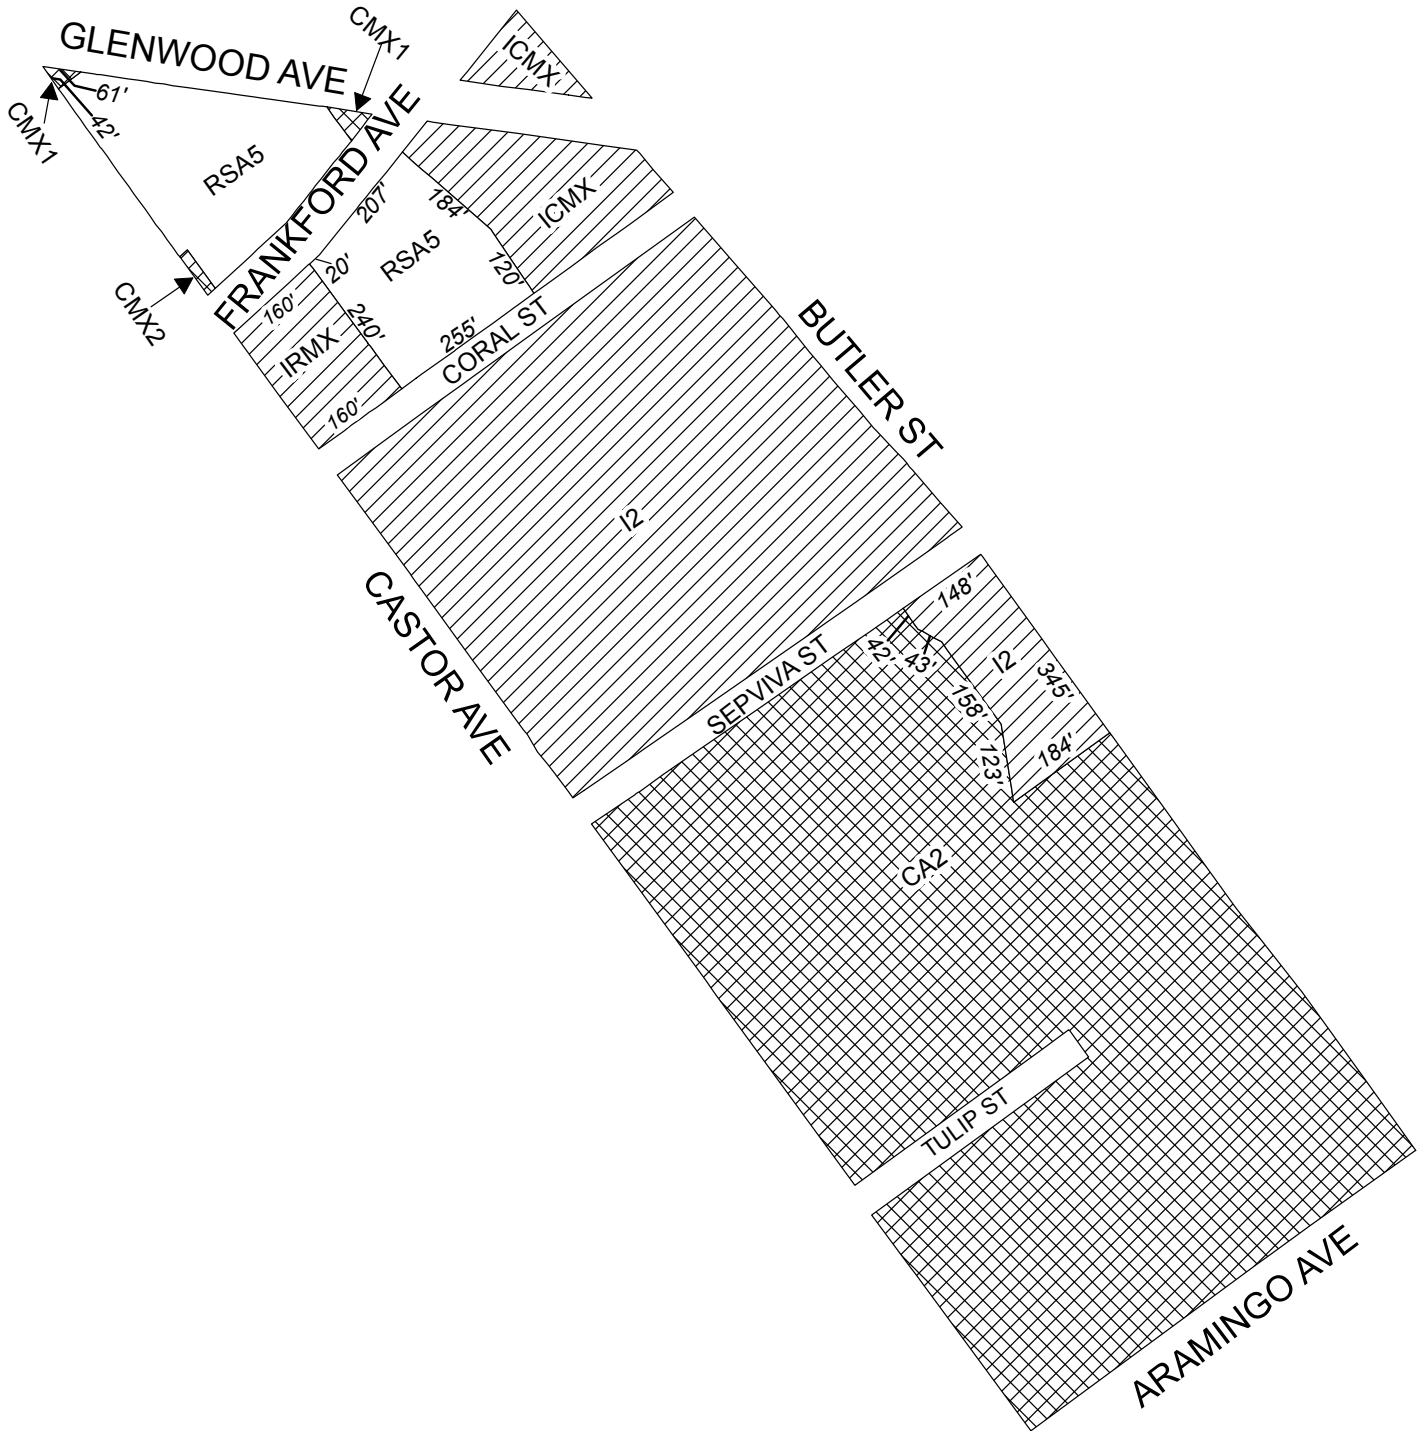 GLENWOOD AVE
CMX1
ICMX
61'
42'
CMX1
RSA5
FRANKFORD AVE
207'
184'
ICMX
RSA5
20'
120'
CMX2
160'
240'
IRMX
255'
CORAL ST
160'
BUTLER ST
I2
CASTOR AVE
148'
SEPVIVA ST
42'
43'
I2
345'
158'
123'
184'
CA2
TULIP ST
ARAMINGO AVE